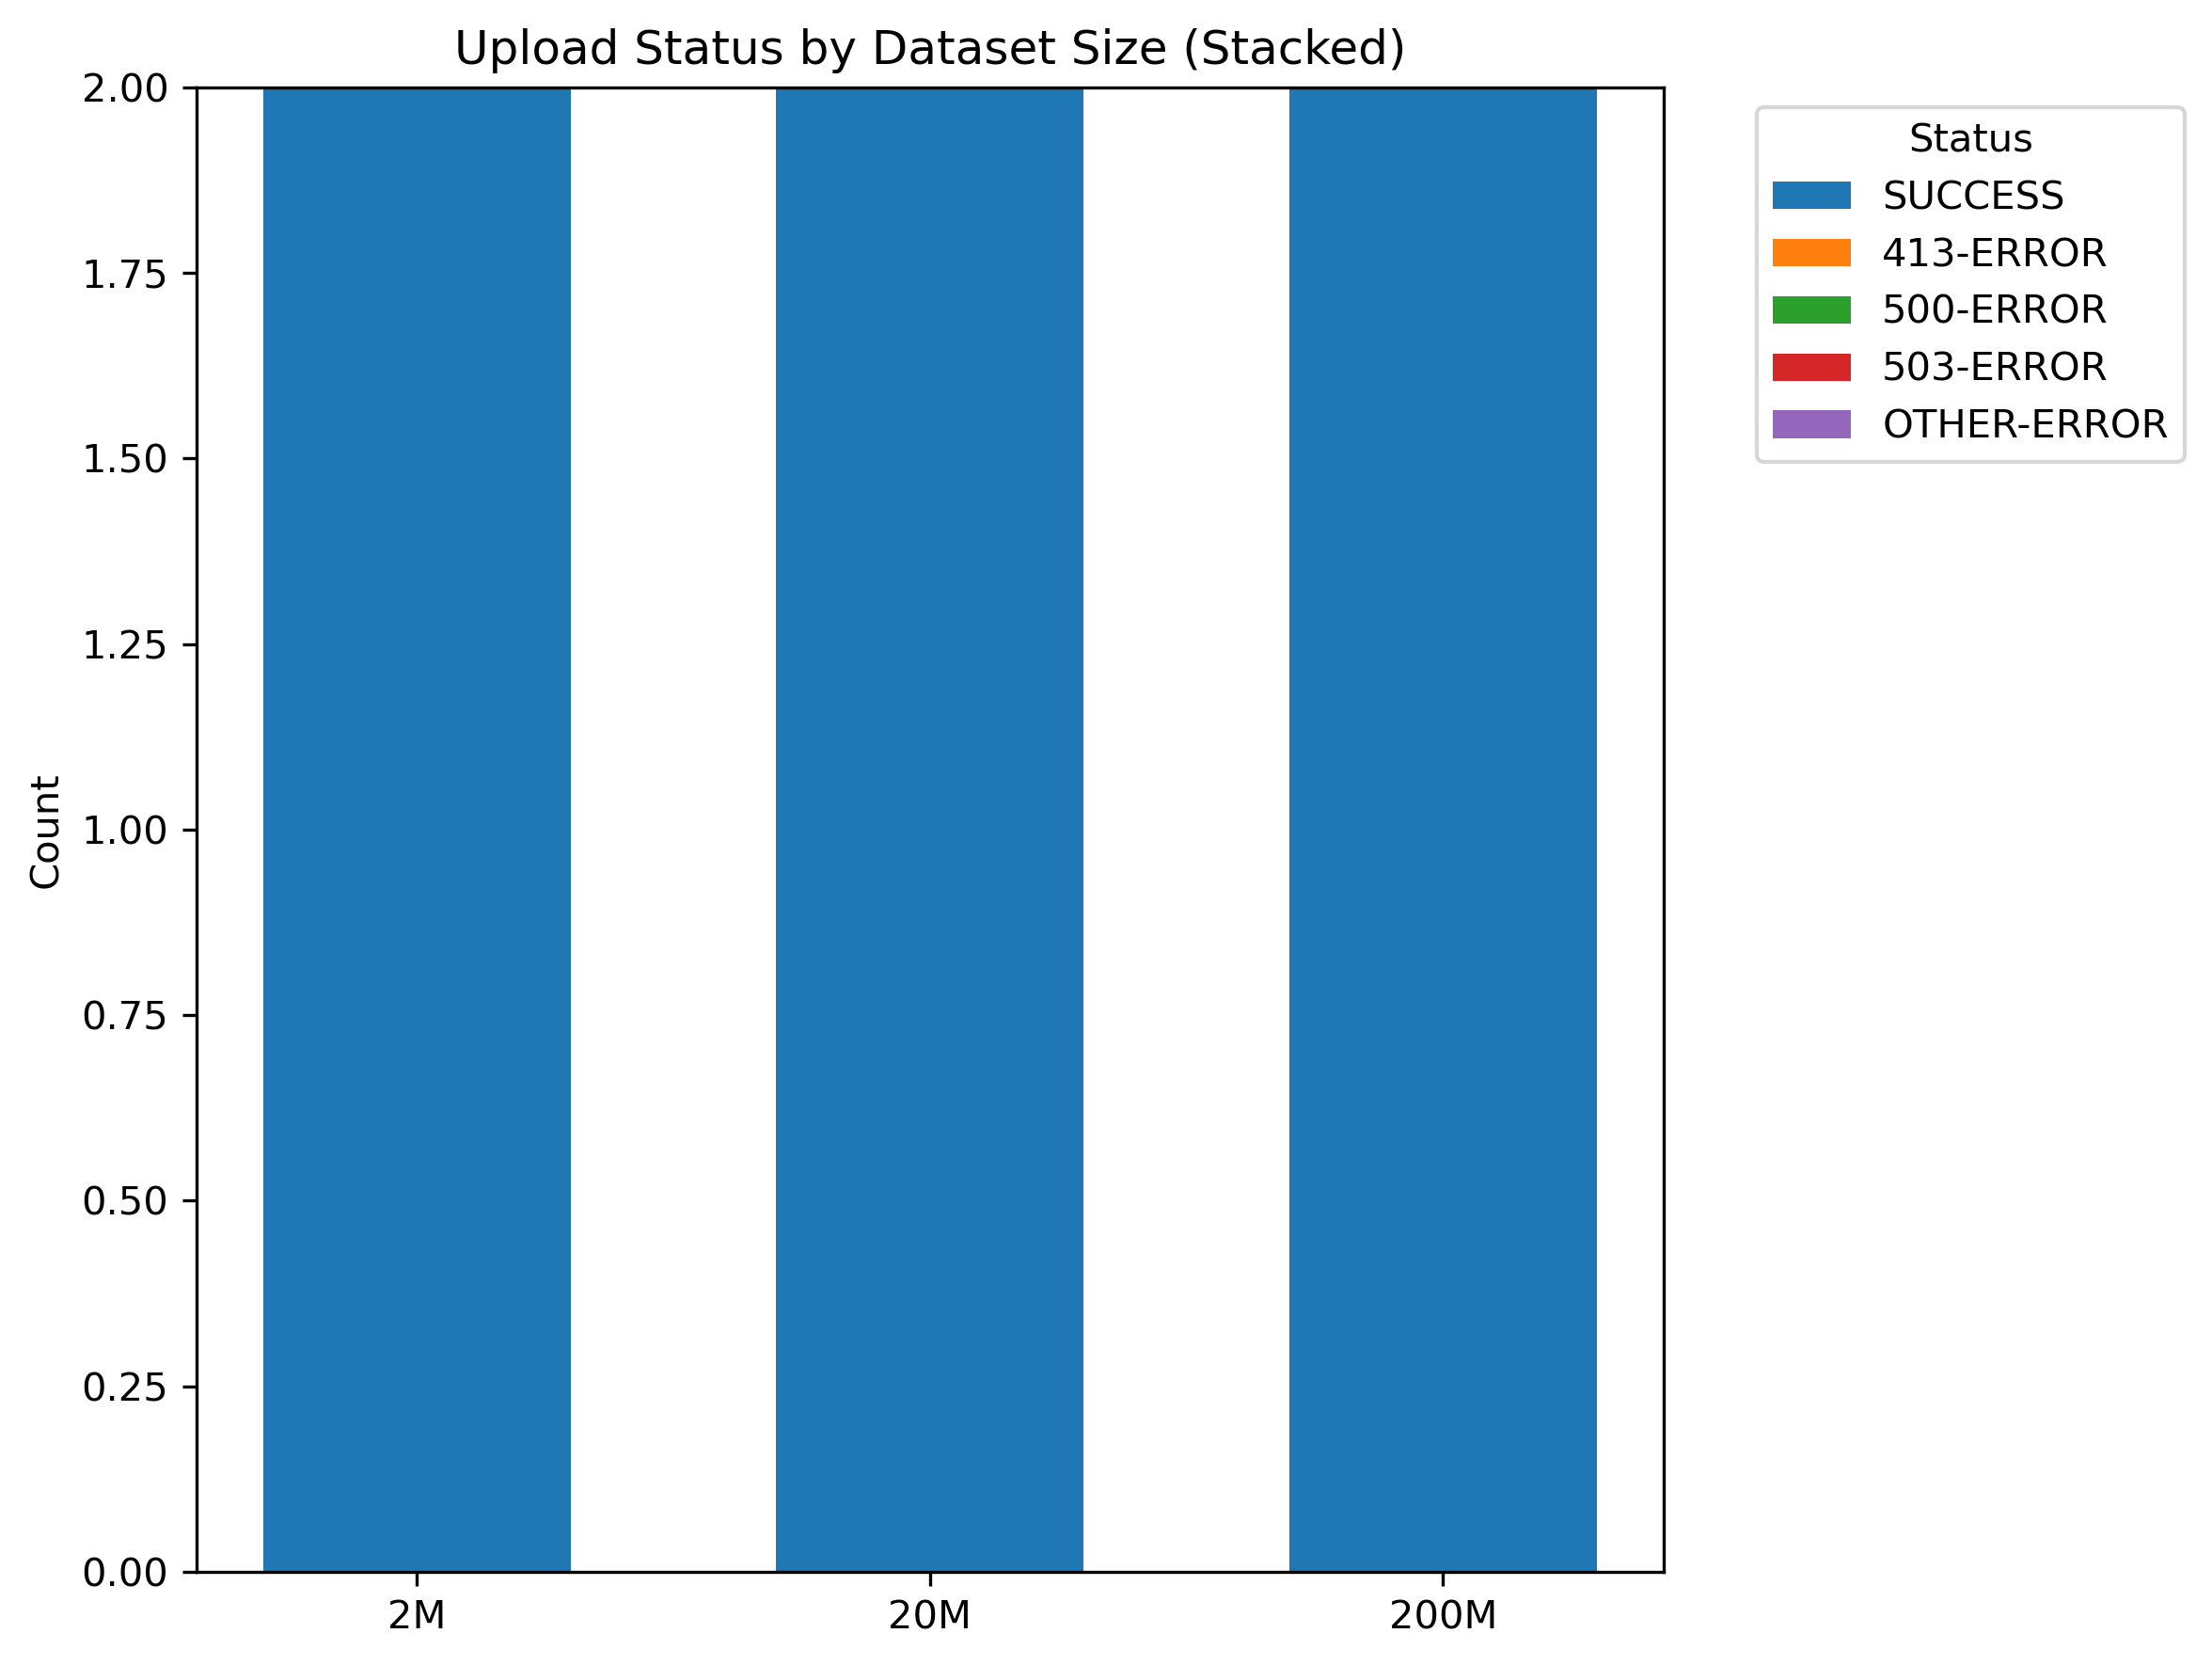 Upload Status by Dataset Size (Stacked)
2.00
1.75
1.50
1.25
1.00
0.75
0.50
0.25
0.00
Count
2M
20M
200M
Status
SUCCESS
413-ERROR
500-ERROR
503-ERROR
OTHER-ERROR